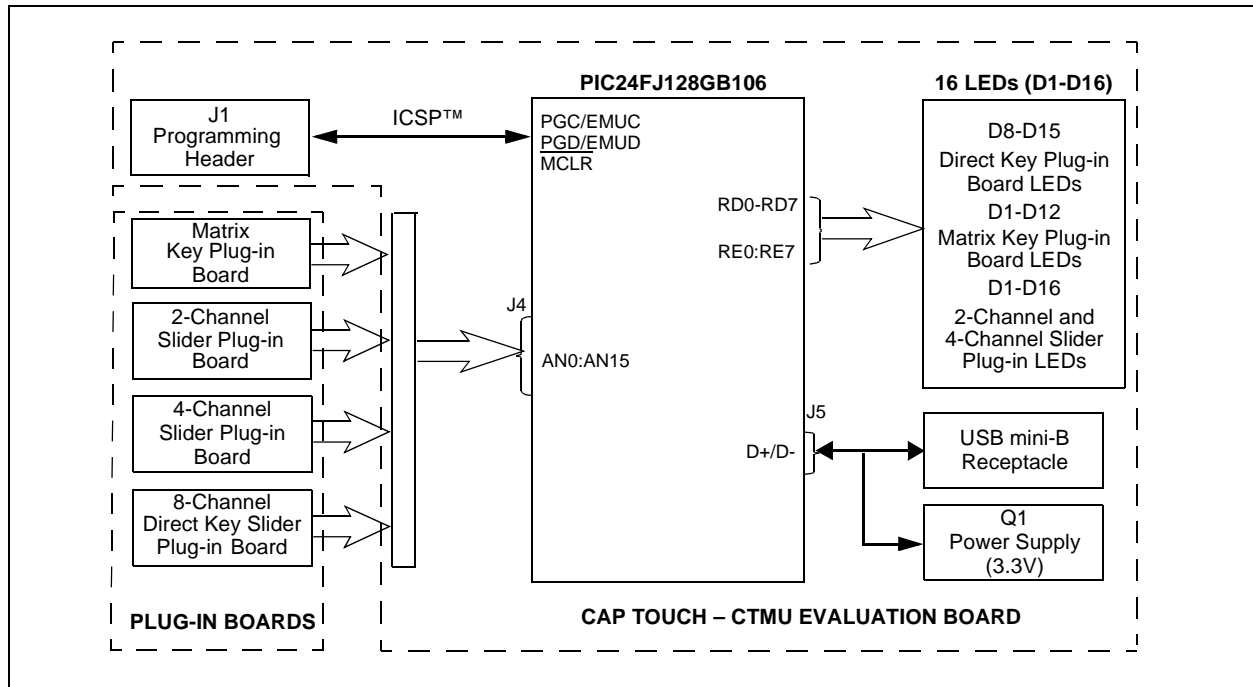 PIC24FJ128GB106
16 LEDs (D1-D16)
J1
Programming
Header
ICSP™
PGC/EMUC
PGD/EMUD
MCLR
D8-D15
Direct Key Plug-in
Board LEDs
D1-D12
Matrix Key Plug-in
Board LEDs
D1-D16
2-Channel and
4-Channel Slider
Plug-in LEDs
RD0-RD7
RE0:RE7
Matrix
Key Plug-in
Board
2-Channel
Slider Plug-in
Board
4-Channel
Slider Plug-in
Board
8-Channel
Direct Key Slider
Plug-in Board
J4
AN0:AN15
J5
D+/D-
USB mini-B
Receptacle
Q1
Power Supply
(3.3V)
PLUG-IN BOARDS
CAP TOUCH – CTMU EVALUATION BOARD